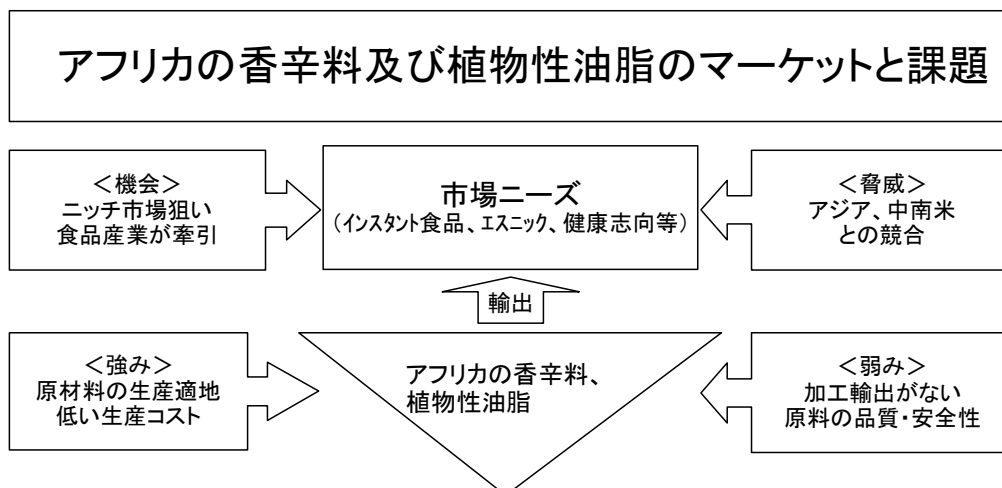 アフリカの香辛料及び植物性油脂のマーケットと課題
＜機会＞
ニッチ市場狙い
食品産業が牽引
市場ニーズ
（インスタント食品、エスニック、健康志向等）
＜脅威＞
アジア、中南米
との競合
輸出
＜強み＞
原材料の生産適地
低い生産コスト
アフリカの香辛料、
植物性油脂
＜弱み＞
加工輸出がない
原料の品質・安全性